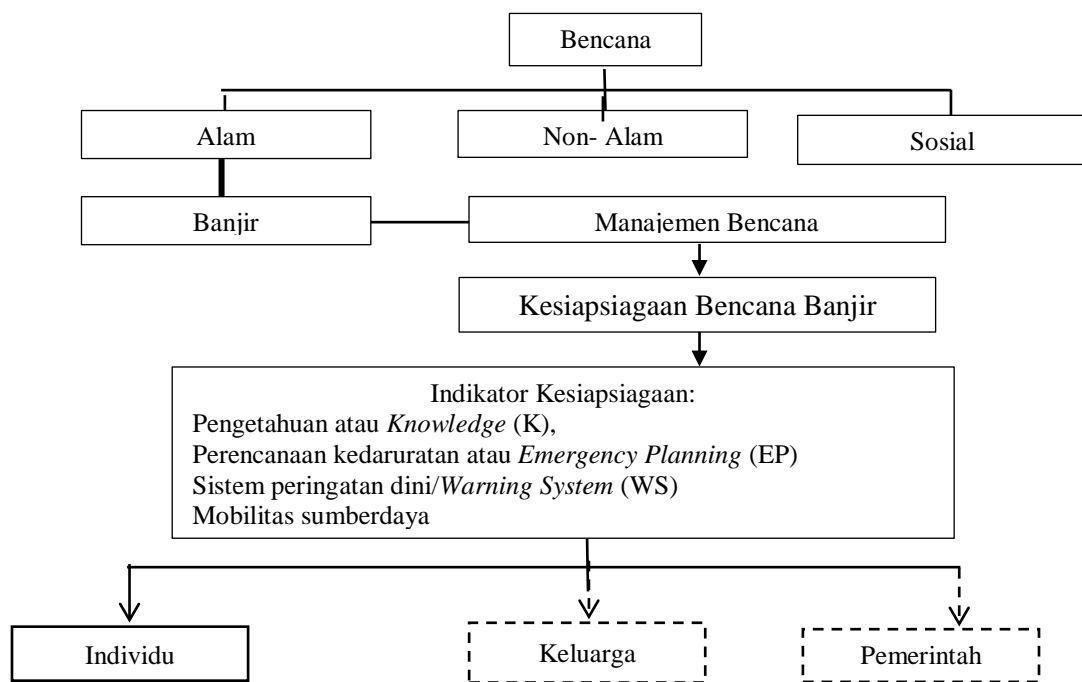 Bencana
Alam
Non- Alam
Sosial
Banjir
Manajemen Bencana
Kesiapsiagaan Bencana Banjir
Indikator Kesiapsiagaan:
Pengetahuan atau Knowledge (K),
Perencanaan kedaruratan atau Emergency Planning (EP)
Sistem peringatan dini/Warning System (WS)
Mobilitas sumberdaya
Individu
Keluarga
Pemerintah